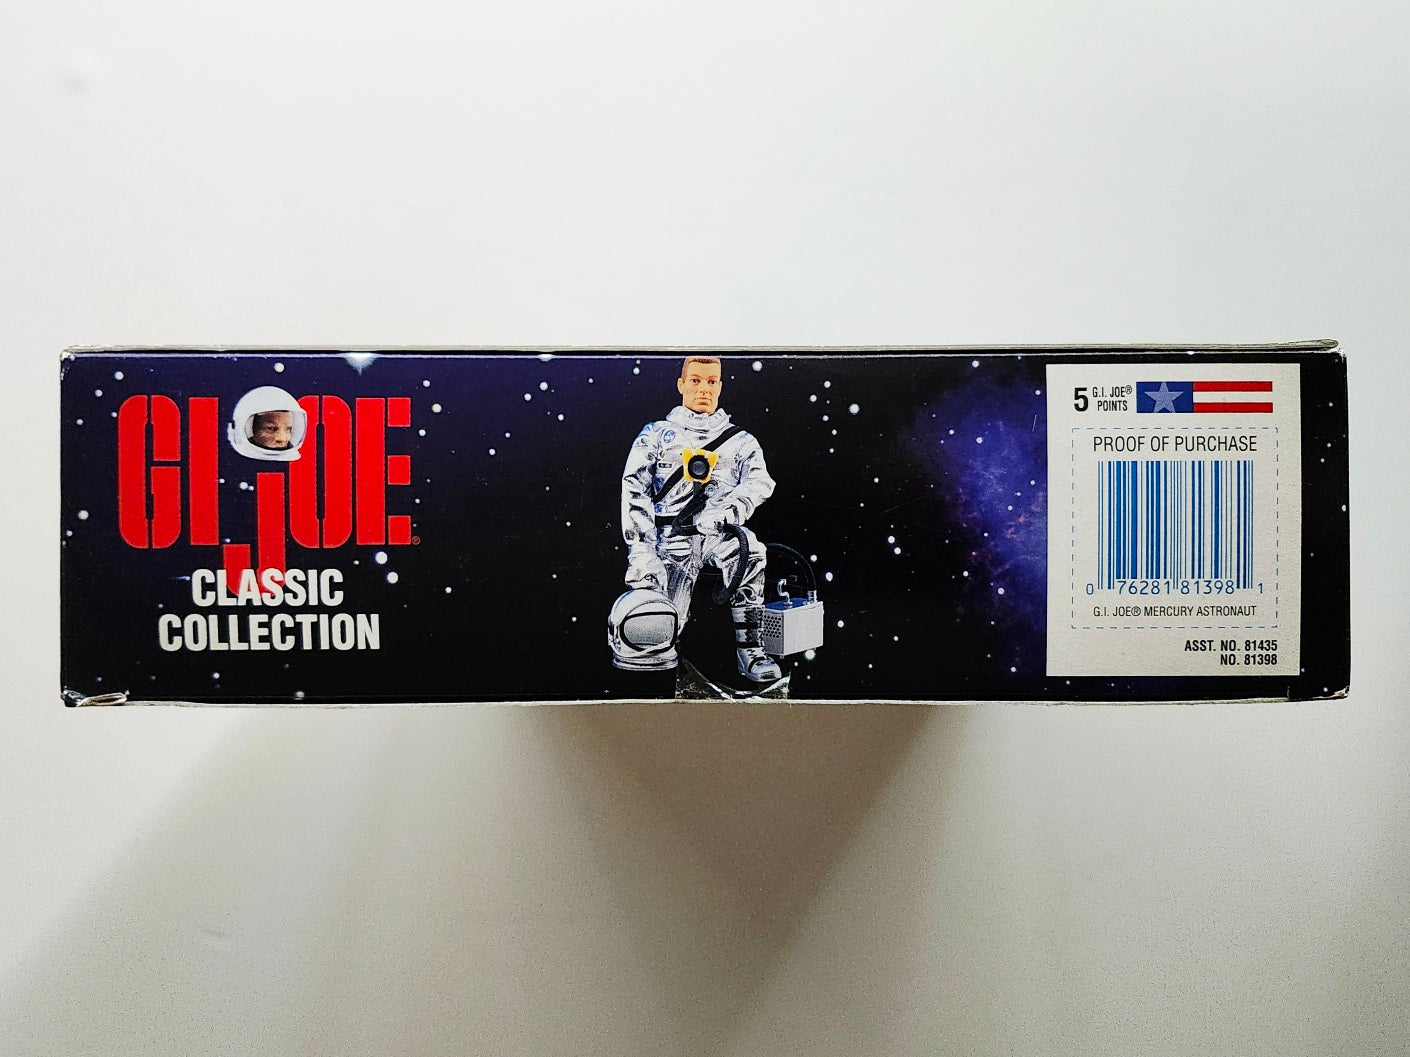 GI JOE®
CLASSIC
COLLECTION
5 G.I. JOE®
POINTS
PROOF OF PURCHASE
0 76281 81398 1
G.I. JOE® MERCURY ASTRONAUT
ASST. NO. 81435
NO. 81398